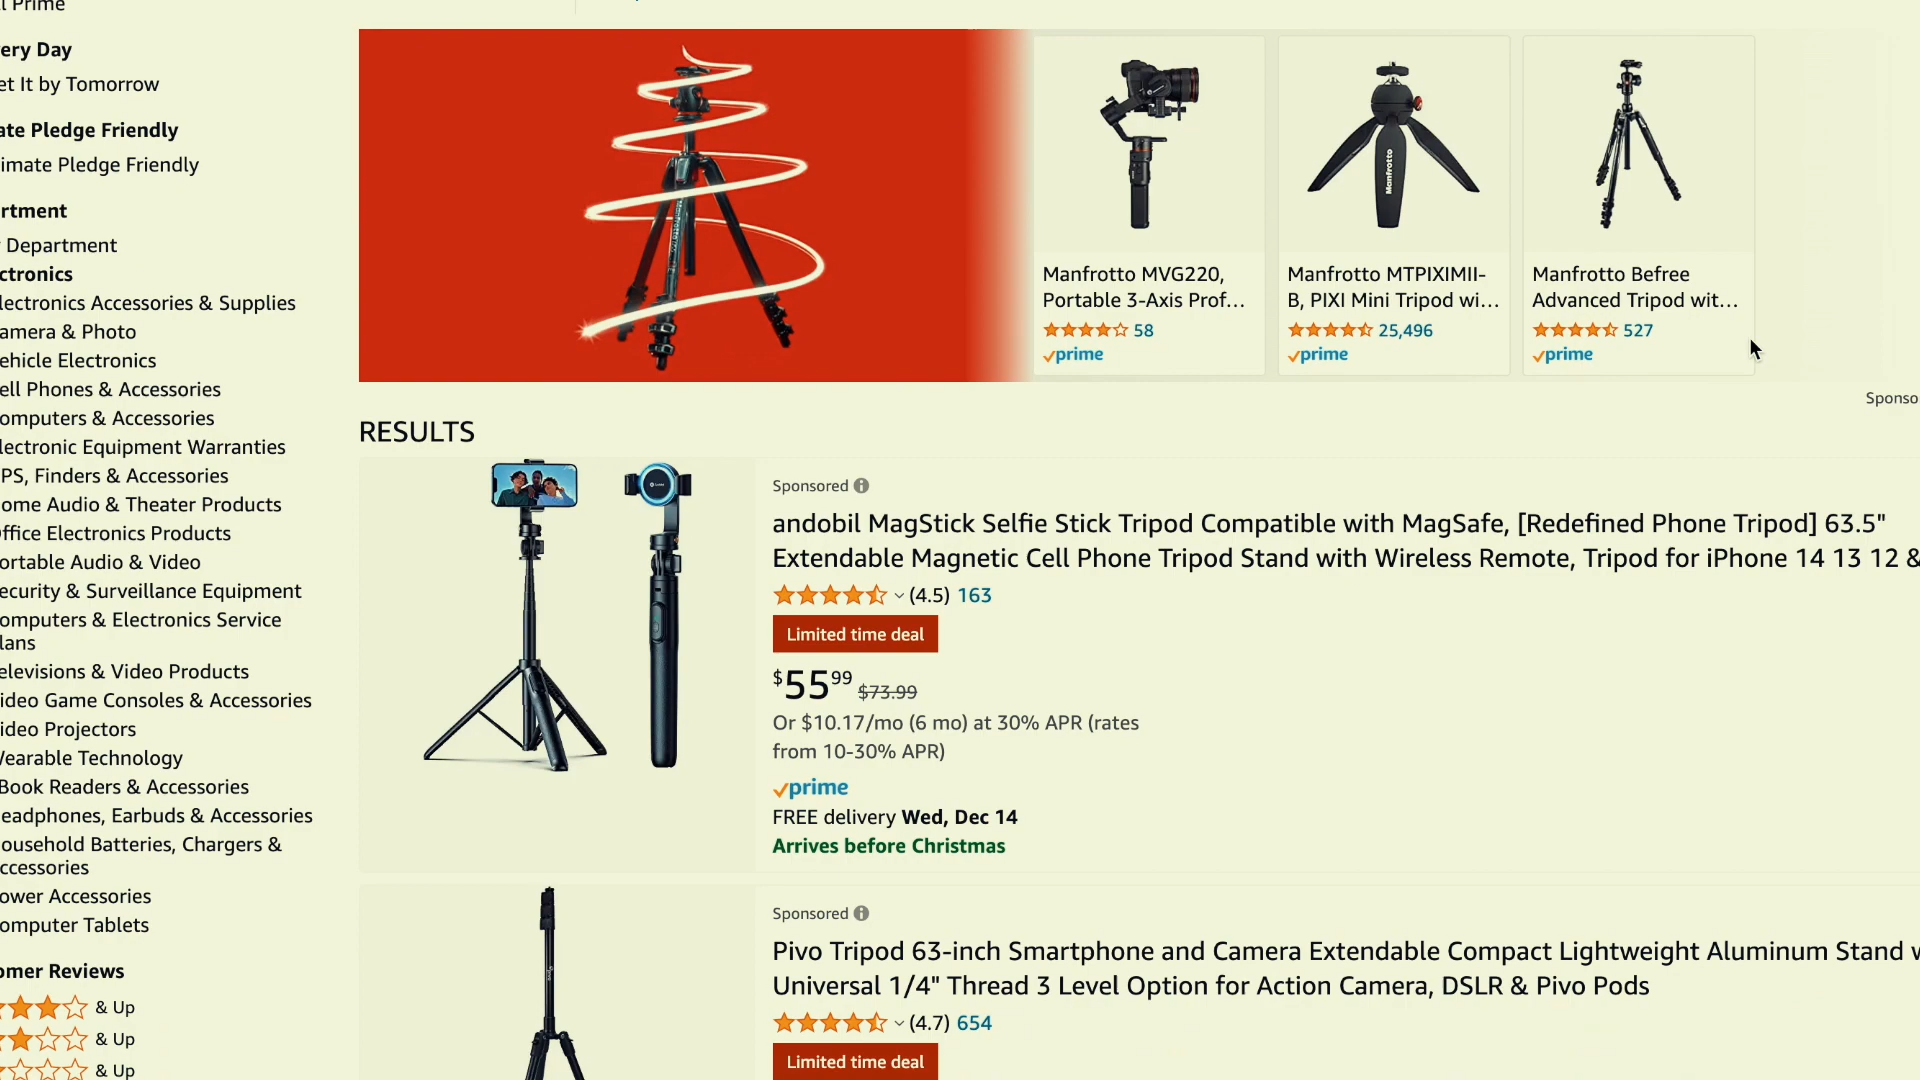 l Prime
ery Day
et It by Tomorrow
ate Pledge Friendly
imate Pledge Friendly
rtment
Department
ctronics
lectronics Accessories & Supplies
amera & Photo
ehicle Electronics
ell Phones & Accessories
omputers & Accessories
lectronic Equipment Warranties
PS, Finders & Accessories
ome Audio & Theater Products
ffice Electronics Products
ortable Audio & Video
ecurity & Surveillance Equipment
omputers & Electronics Service
lans
elevisions & Video Products
ideo Game Consoles & Accessories
ideo Projectors
earable Technology
Book Readers & Accessories
eadphones, Earbuds & Accessories
ousehold Batteries, Chargers &
ccessories
ower Accessories
omputer Tablets
omer Reviews
& Up
& Up
& Up
Manfrotto
Manfrotto
Manfrotto MVG220,
Portable 3-Axis Prof...
58
prime
Manfrotto MTPIXIMII-
B, PIXI Mini Tripod wi...
25,496
prime
Manfrotto Befree
Advanced Tripod wit...
527
prime
Sponso
RESULTS
Sponsored
andobil MagStick Selfie Stick Tripod Compatible with MagSafe, [Redefined Phone Tripod] 63.5"
Extendable Magnetic Cell Phone Tripod Stand with Wireless Remote, Tripod for iPhone 14 13 12 &
(4.5) 163
Limited time deal
$55.99 $73.99
Or $10.17/mo (6 mo) at 30% APR (rates
from 10-30% APR)
prime
FREE delivery Wed, Dec 14
Arrives before Christmas
Sponsored
Pivo Tripod 63-inch Smartphone and Camera Extendable Compact Lightweight Aluminum Stand w
Universal 1/4" Thread 3 Level Option for Action Camera, DSLR & Pivo Pods
(4.7) 654
Limited time deal